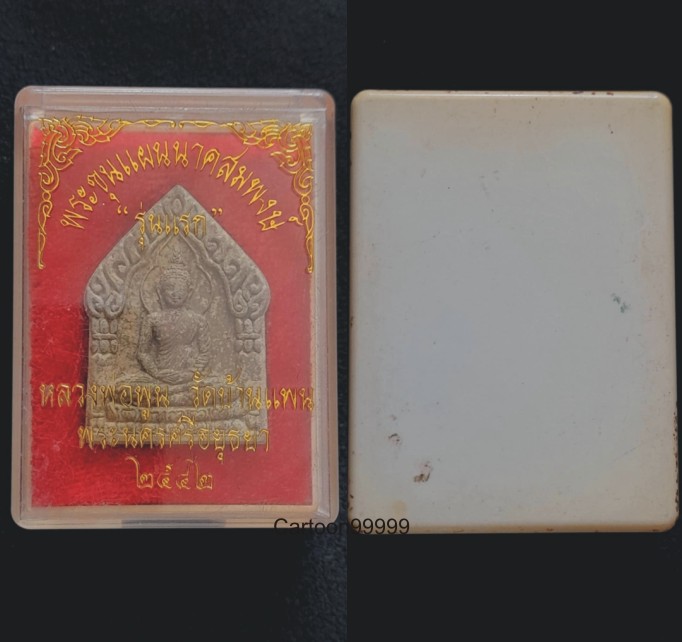 พระขุนแผนนาคสมพงษ์
“รุ่นแรก”
หลวงพ่อพูน วัดบ้านแพน
พระนครศรีอยุธยา
๒๕๕๒
Cartoon99999